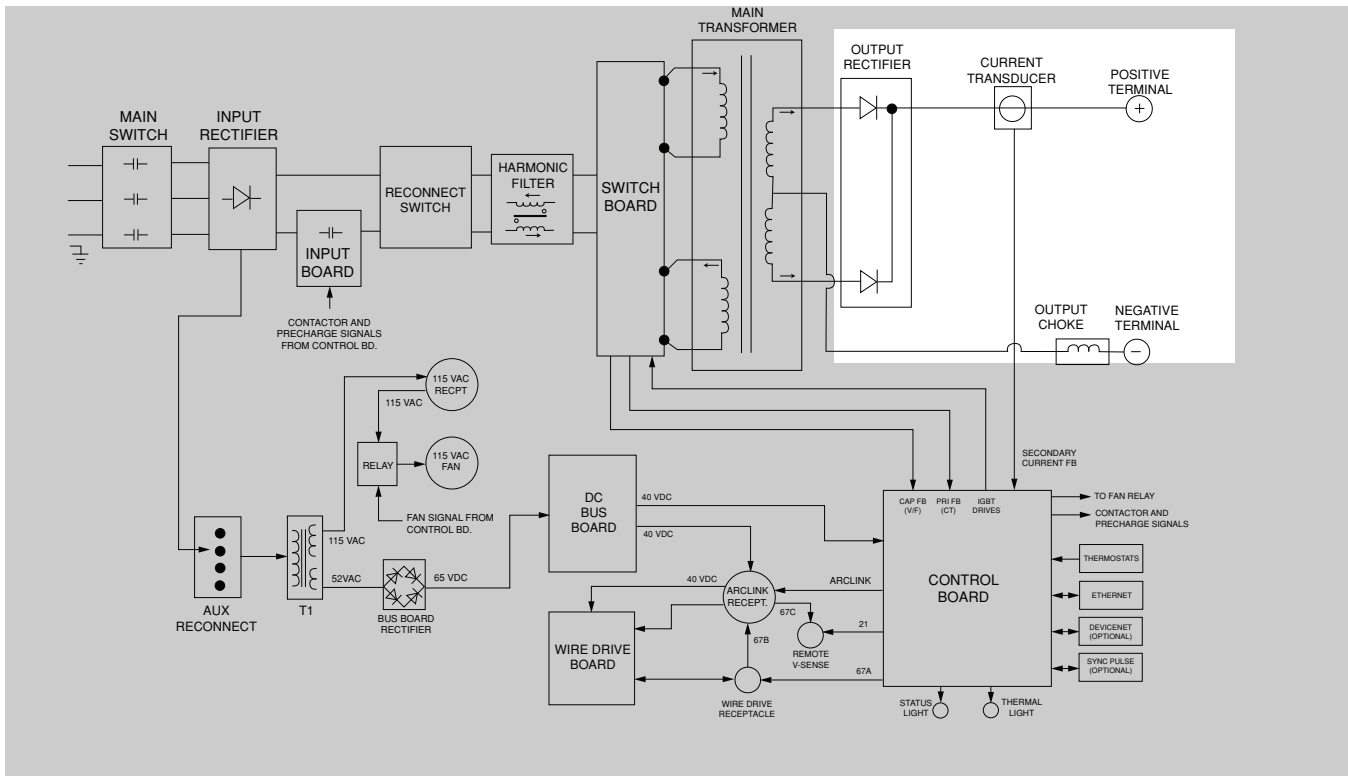 MAIN
TRANSFORMER
OUTPUT
RECTIFIER
CURRENT
TRANSDUCER
POSITIVE
TERMINAL
+
MAIN
SWITCH
INPUT
RECTIFIER
RECONNECT
SWITCH
HARMONIC
FILTER
SWITCH
BOARD
INPUT
BOARD
CONTACTOR AND
PRECHARGE SIGNALS
FROM CONTROL BD.
OUTPUT
CHOKE
NEGATIVE
TERMINAL
−
115 VAC
RECPT
115 VAC
RELAY
115 VAC
FAN
FAN SIGNAL FROM
CONTROL BD.
115 VAC
AUX
RECONNECT
T1
52VAC
BUS BOARD
RECTIFIER
65 VDC
DC
BUS
BOARD
40 VDC
40 VDC
SECONDARY
CURRENT FB
CAP FB
(V/F)
PRI FB
(CT)
IGBT
DRIVES
TO FAN RELAY
CONTACTOR AND
PRECHARGE SIGNALS
CONTROL
BOARD
THERMOSTATS
ETHERNET
DEVICENET
(OPTIONAL)
SYNC PULSE
(OPTIONAL)
40 VDC
ARCLINK
RECEPT.
ARCLINK
67C
21
67B
REMOTE
V-SENSE
67A
WIRE DRIVE
BOARD
WIRE DRIVE
RECEPTACLE
STATUS
LIGHT
THERMAL
LIGHT